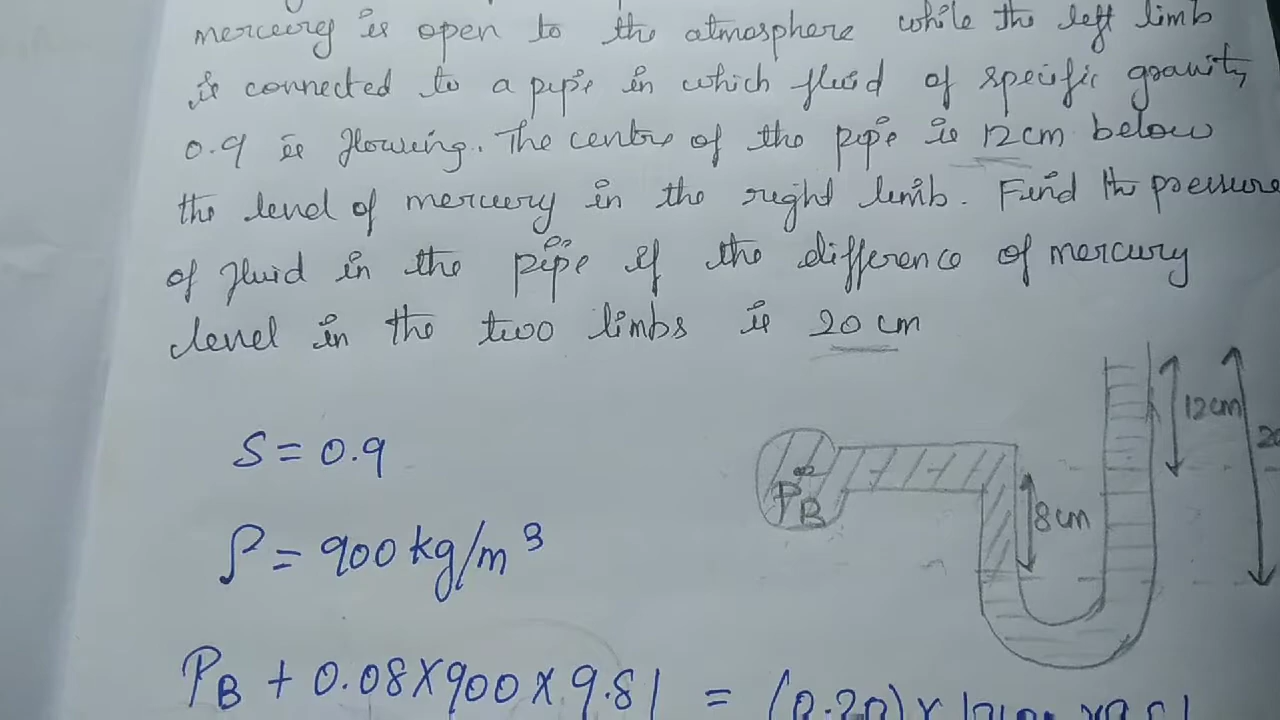 mercury is open to the atmosphere while the left limb
is connected to a pipe in which fluid of specific gravity
0.9 is flowing. The centre of the pipe is 12cm below
the level of mercury in the right limb. Find the pressure
of fluid in the pipe if the difference of mercury
level in the two limbs is 20 cm
12cm
S = 0.9
PB
8cm
ρ = 900 kg/m³
PB + 0.08 × 900 × 9.81 = (0.20) ×